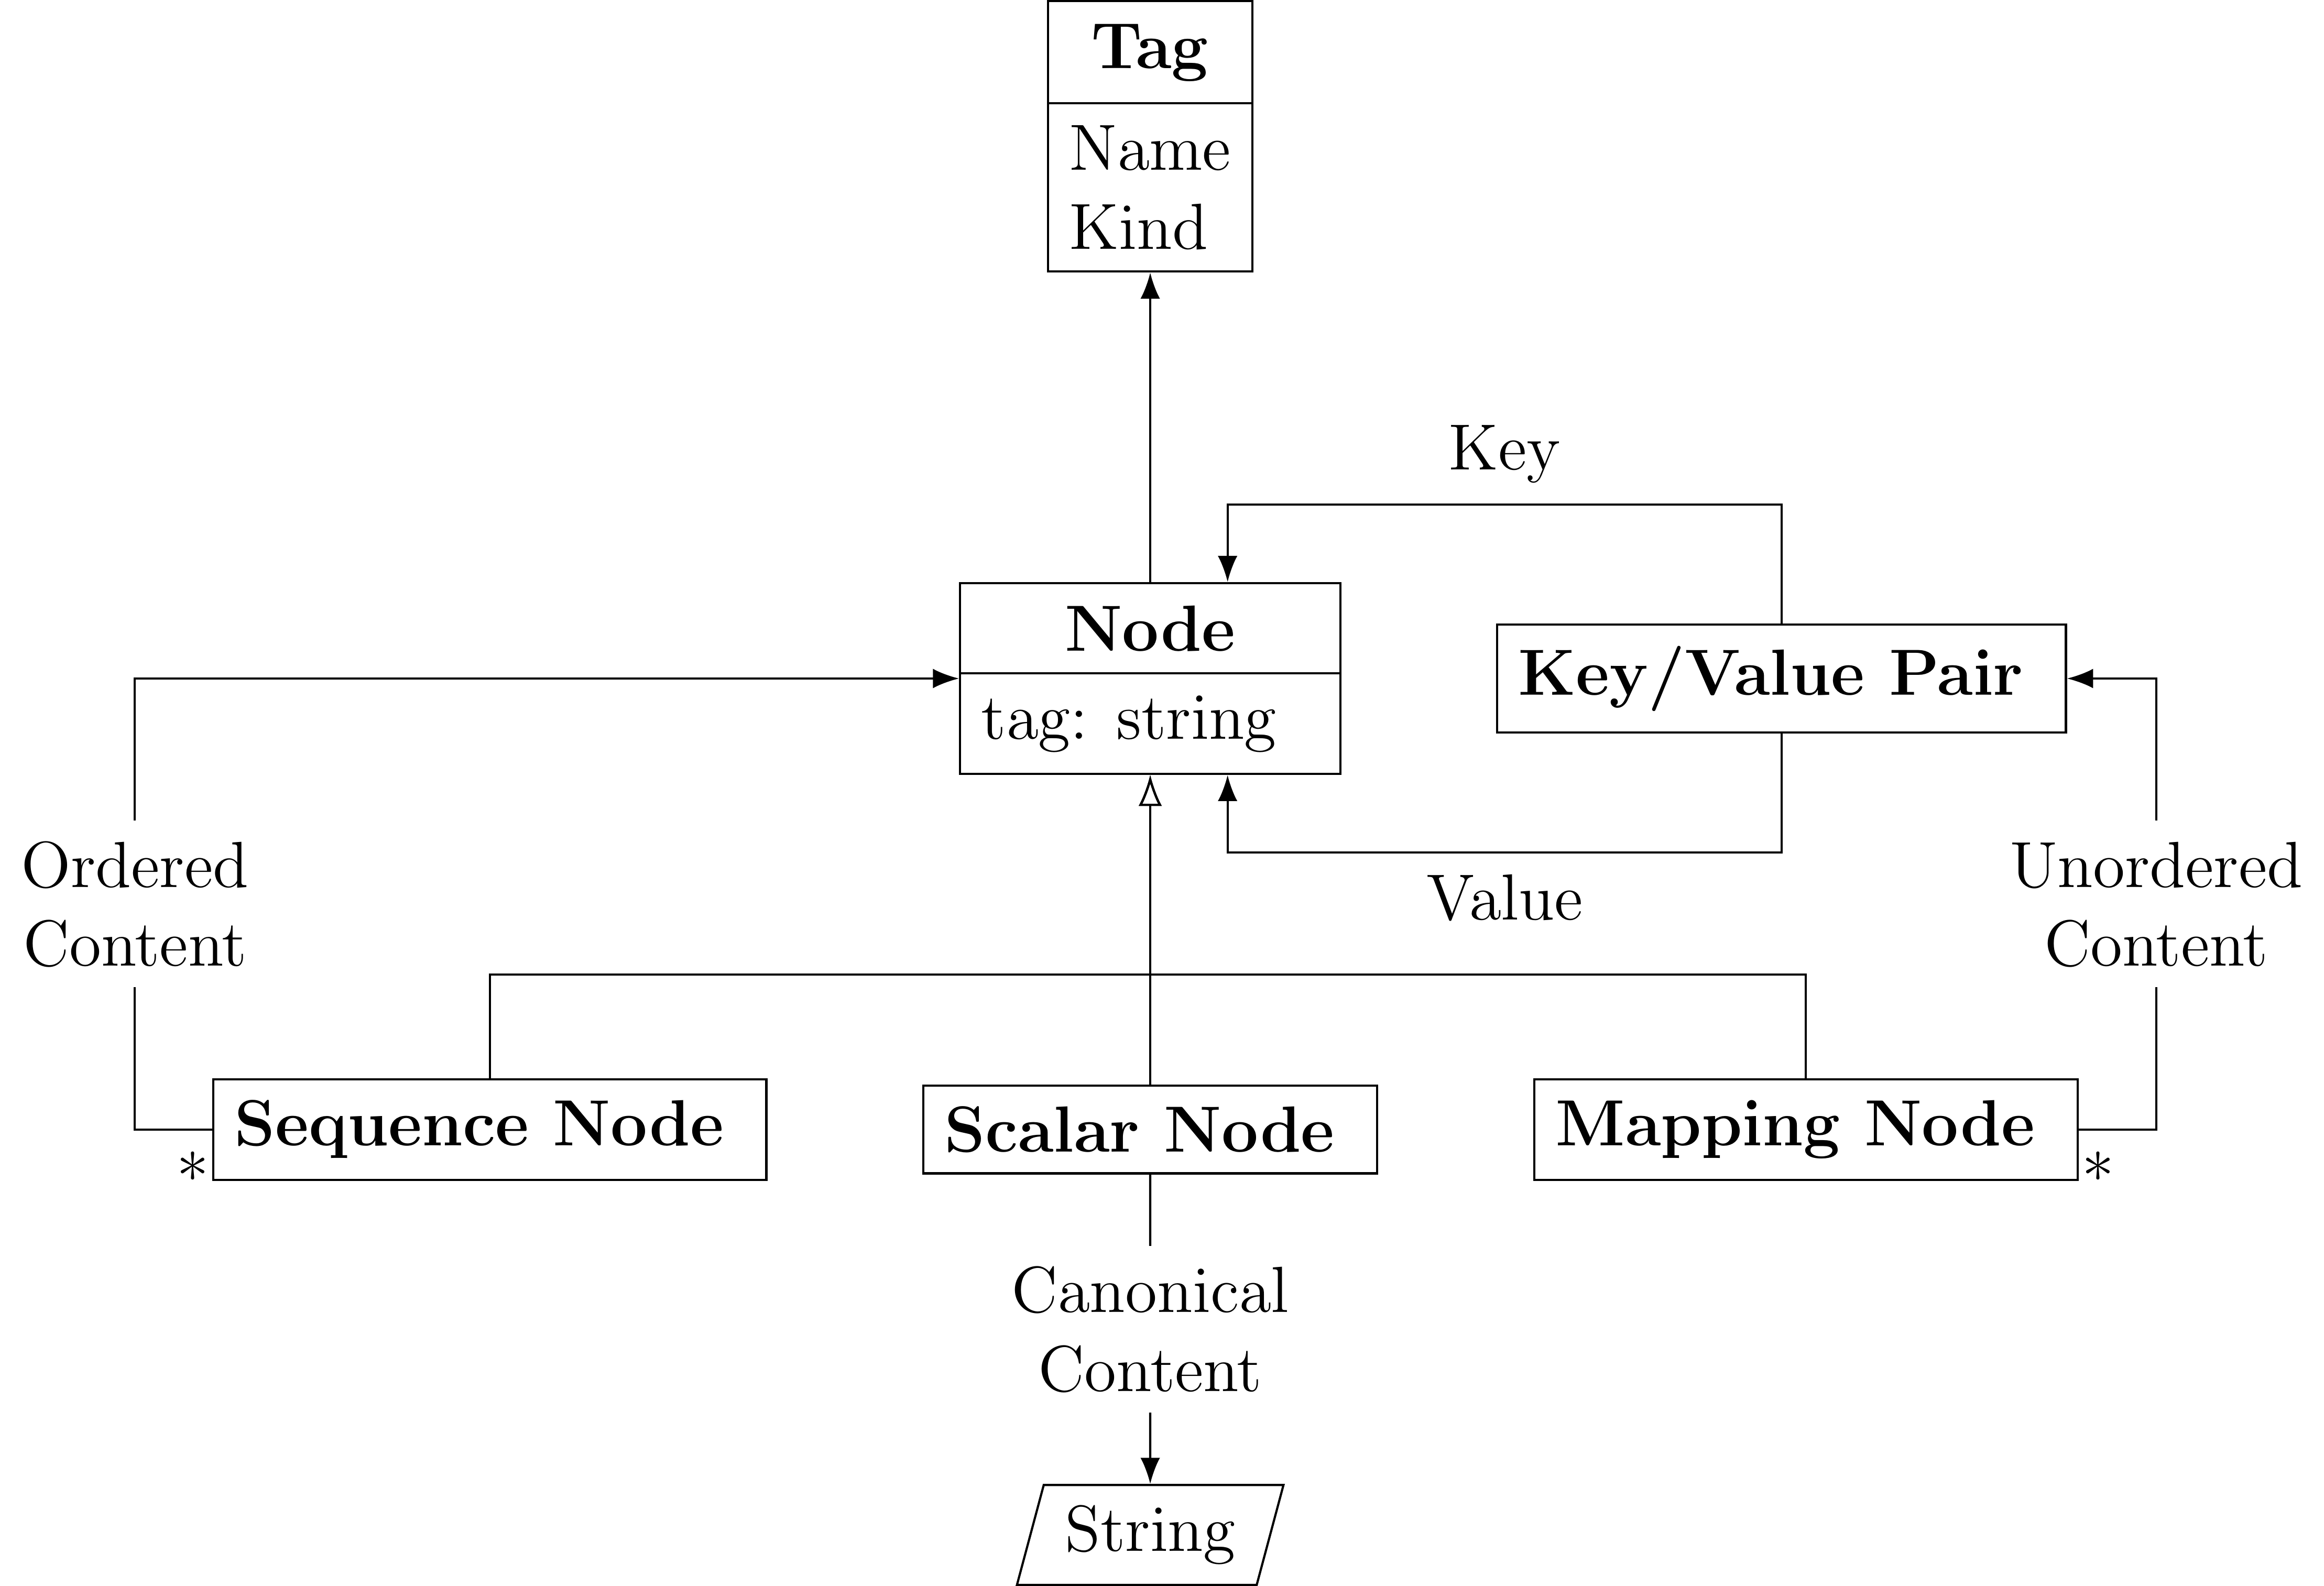 Tag
Name
Kind
Key
Node
tag: string
Key/Value Pair
Ordered
Content
Value
Unordered
Content
Sequence Node
*
Scalar Node
Mapping Node
*
Canonical
Content
String